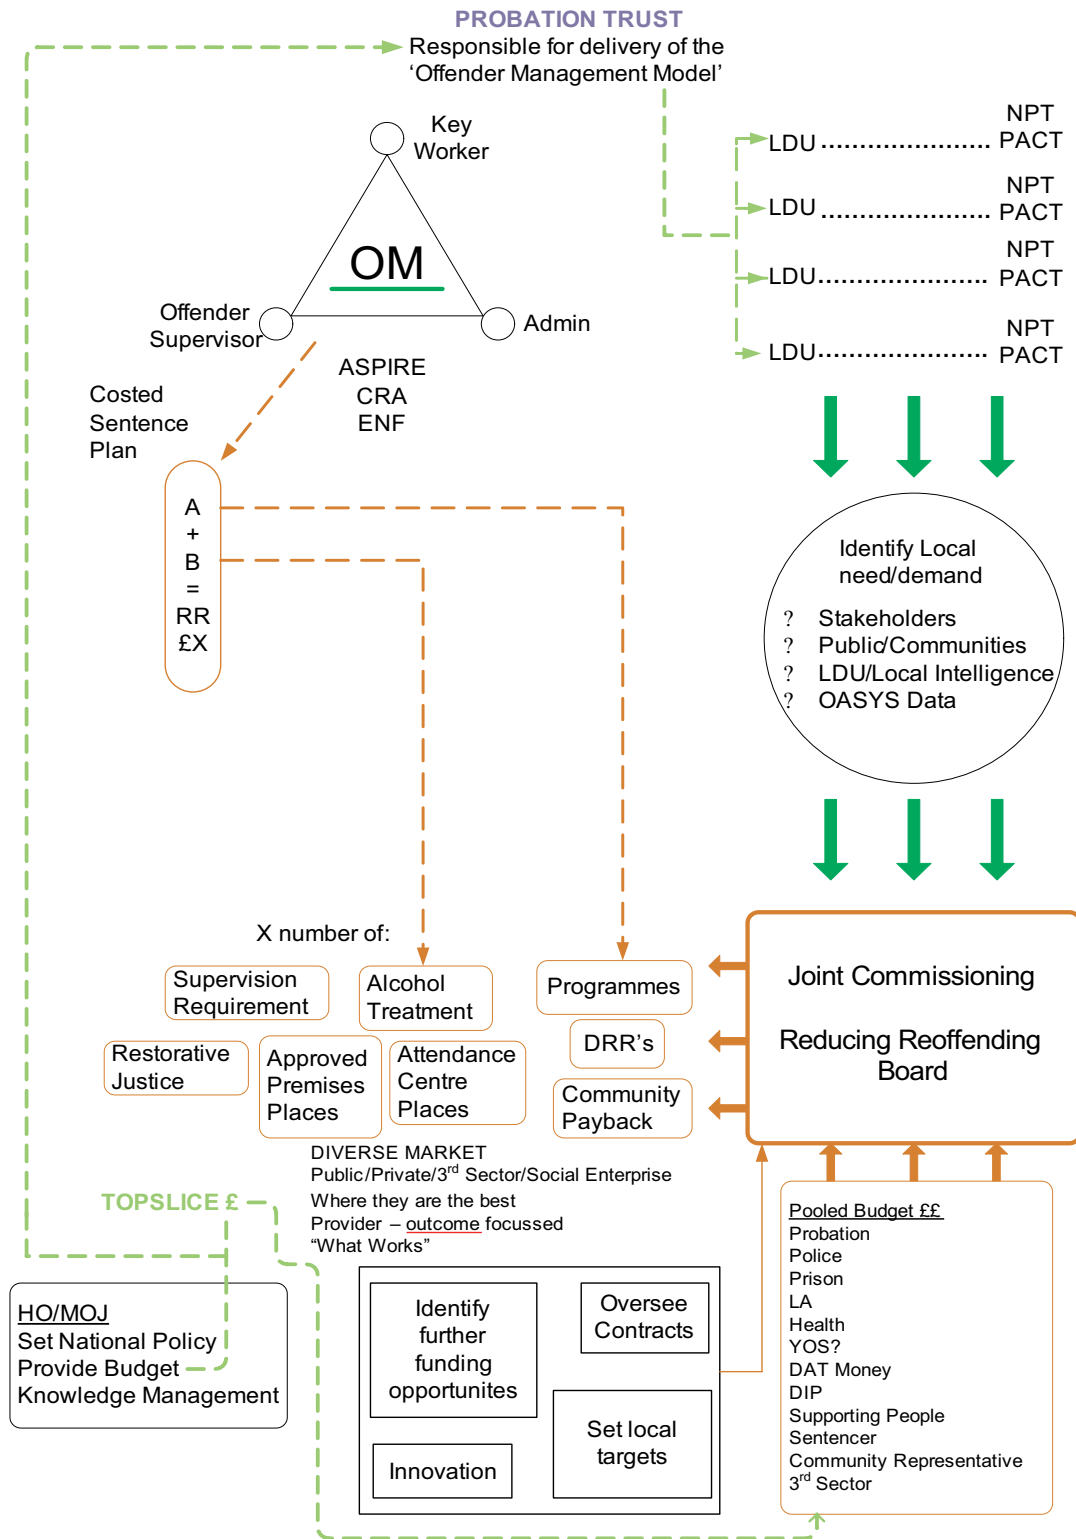 PROBATION TRUST
Responsible for delivery of the
‘Offender Management Model’
Key
Worker
OM
Offender
Supervisor
Admin
ASPIRE
CRA
ENF
LDU ...................... NPT
PACT
LDU ...................... NPT
PACT
LDU ...................... NPT
PACT
LDU ...................... NPT
PACT
Costed
Sentence
Plan
A
+
B
=
RR
£X
Identify Local
need/demand
? Stakeholders
? Public/Communities
? LDU/Local Intelligence
? OASYS Data
X number of:
Supervision
Requirement
Alcohol
Treatment
Programmes
Restorative
Justice
Approved
Premises
Places
Attendance
Centre
Places
DRR's
Community
Payback
Joint Commissioning
Reducing Reoffending
Board
DIVERSE MARKET
Public/Private/3rd Sector/Social Enterprise
Where they are the best
Provider – outcome focussed
“What Works”
TOPSLICE £
HO/MOJ
Set National Policy
Provide Budget
Knowledge Management
Identify
further
funding
opportunites
Oversee
Contracts
Innovation
Set local
targets
Pooled Budget ££
Probation
Police
Prison
LA
Health
YOS?
DAT Money
DIP
Supporting People
Sentencer
Community Representative
3rd Sector